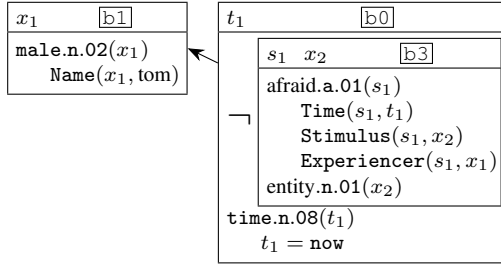 x₁ b1
male.n.02(x₁)
Name(x₁, tom)
t₁ b0
¬
s₁ x₂ b3
afraid.a.01(s₁)
Time(s₁, t₁)
Stimulus(s₁, x₂)
Experiencer(s₁, x₁)
entity.n.01(x₂)
time.n.08(t₁)
t₁ = now